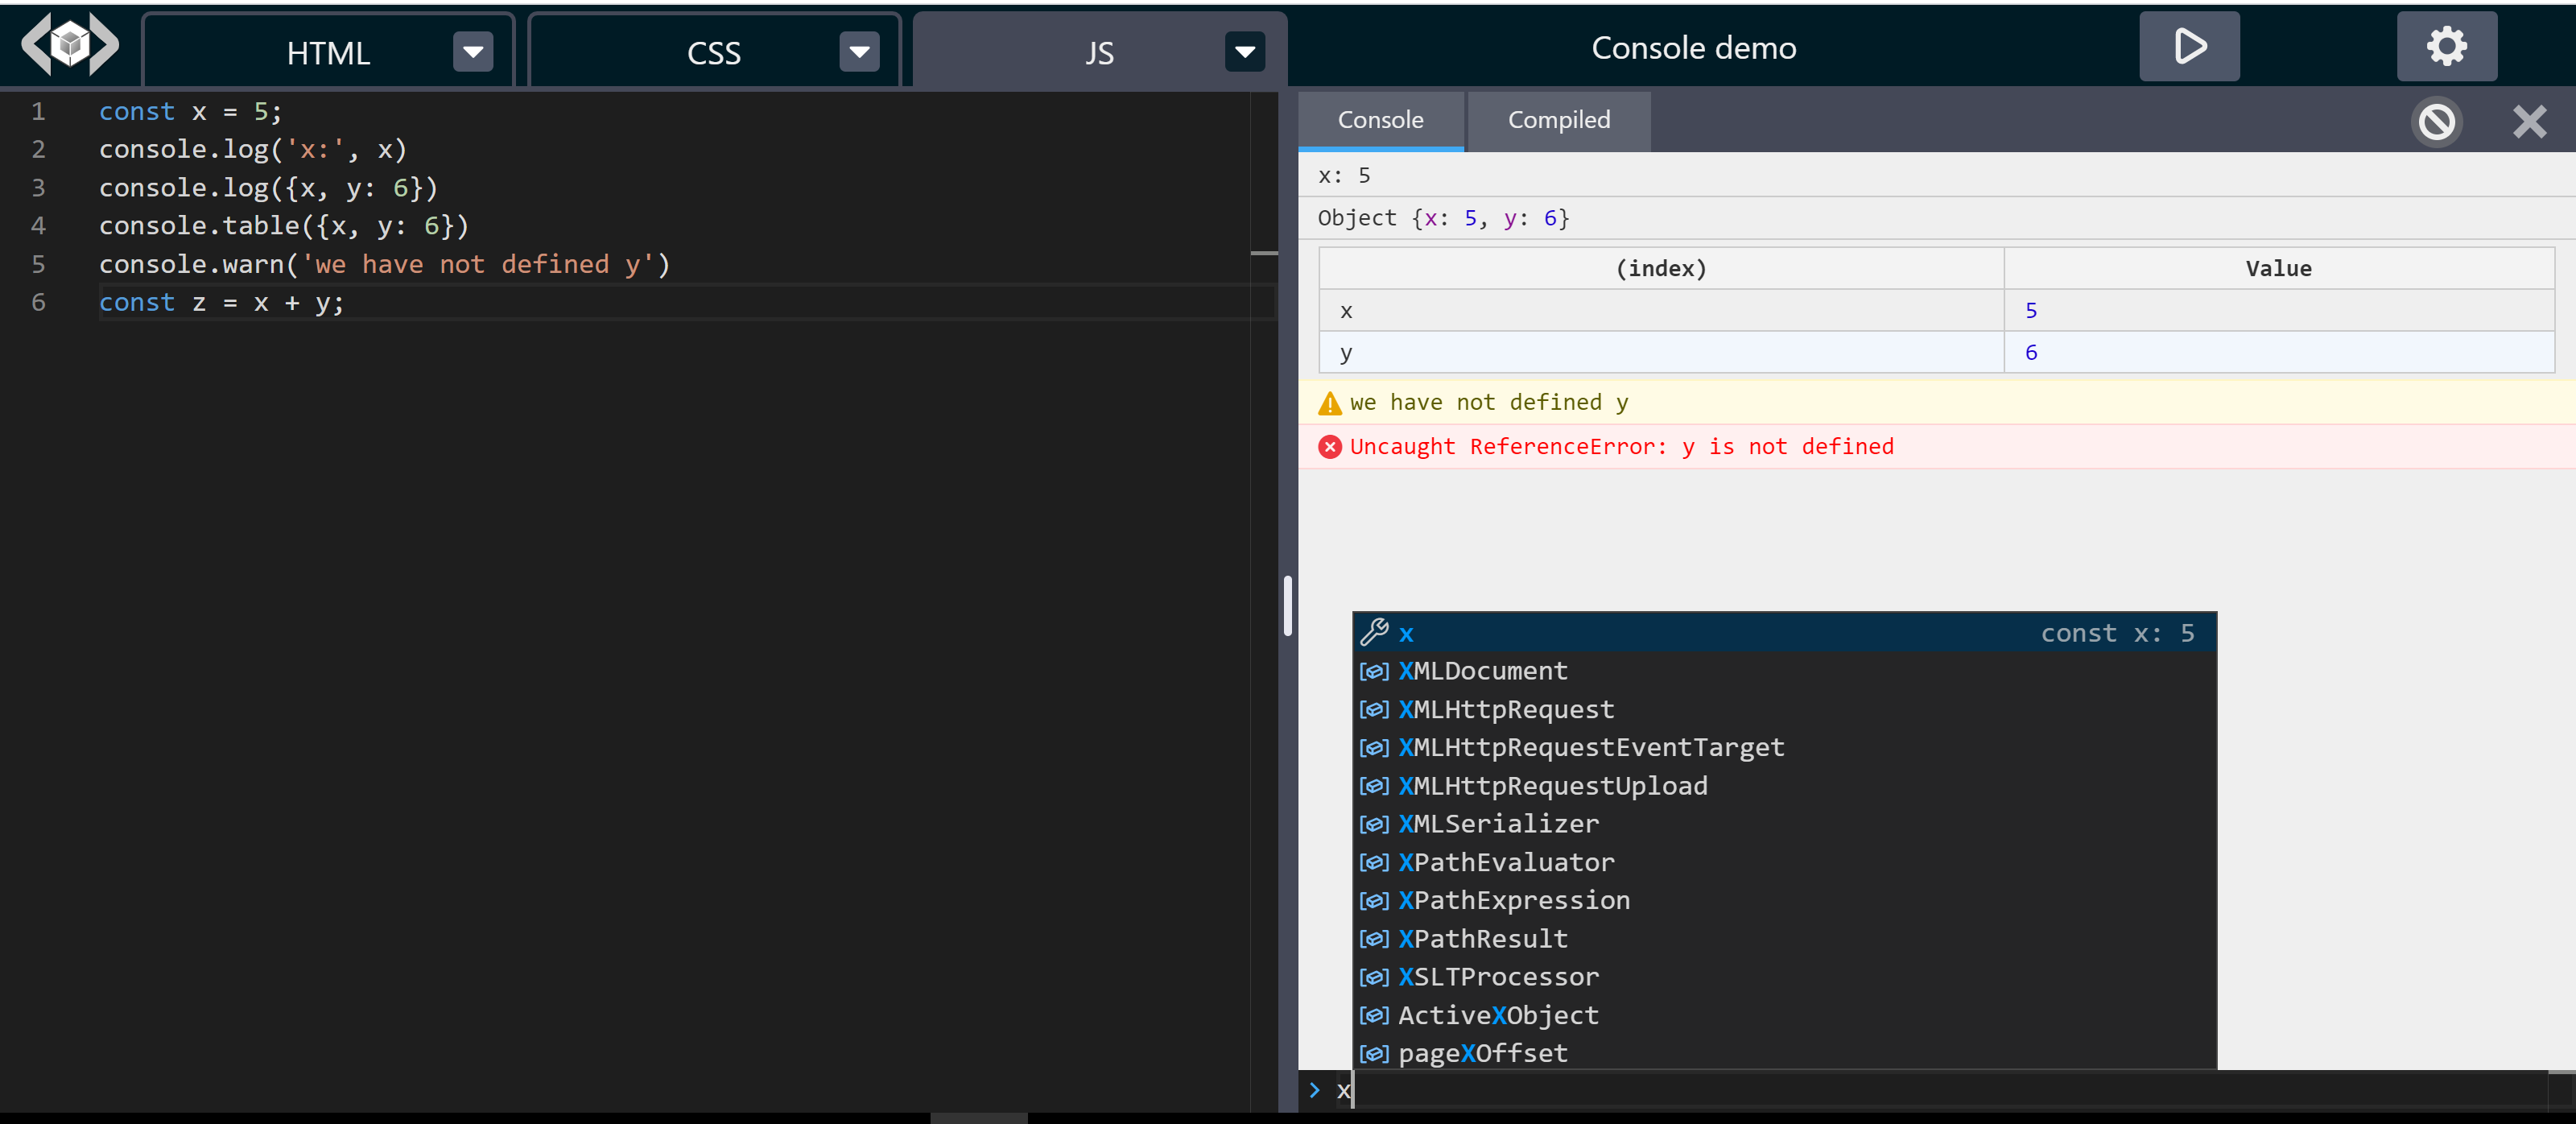 HTML
CSS
JS
Console demo
1 const x = 5;
2 console.log('x:', x)
3 console.log({x, y: 6})
4 console.table({x, y: 6})
5 console.warn('we have not defined y')
6 const z = x + y;
Console
Compiled
x: 5
Object {x: 5, y: 6}
(index) Value
x 5
y 6
we have not defined y
Uncaught ReferenceError: y is not defined
x const x: 5
XMLDocument
XMLHttpRequest
XMLHttpRequestEventTarget
XMLHttpRequestUpload
XMLSerializer
XPathEvaluator
XPathExpression
XPathResult
XSLTProcessor
ActiveXObject
pageXOffset
> x